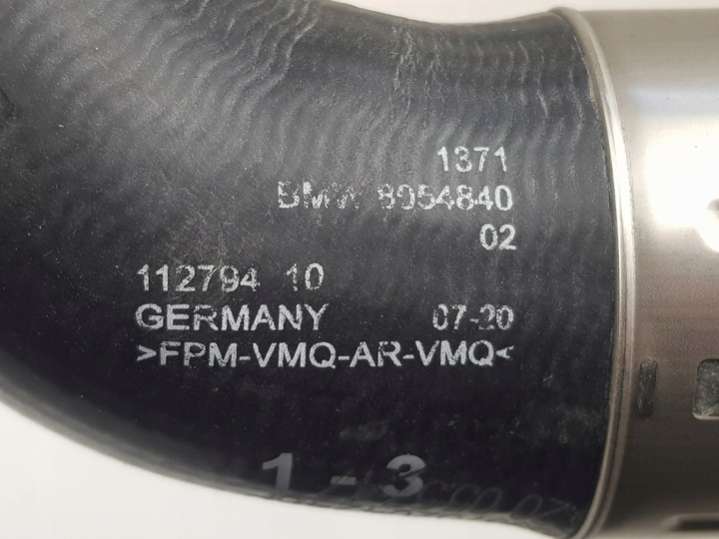 1371
BMW 8054840
02
112794 10
GERMANY 07-20
>FPM-VMQ-AR-VMQ<
1 - 3